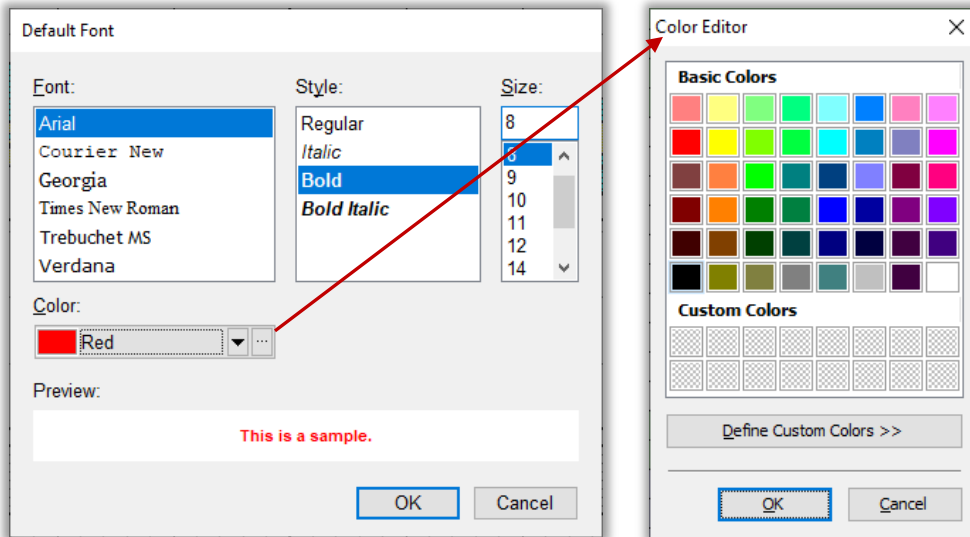 Default Font
Font:
Arial
Courier New
Georgia
Times New Roman
Trebuchet MS
Verdana
Style:
Regular
Italic
Bold
Bold Italic
Size:
8
8
9
10
11
12
14
Color:
Red
...
Preview:
This is a sample.
OK Cancel
Color Editor
Basic Colors
Custom Colors
Define Custom Colors >>
OK Cancel